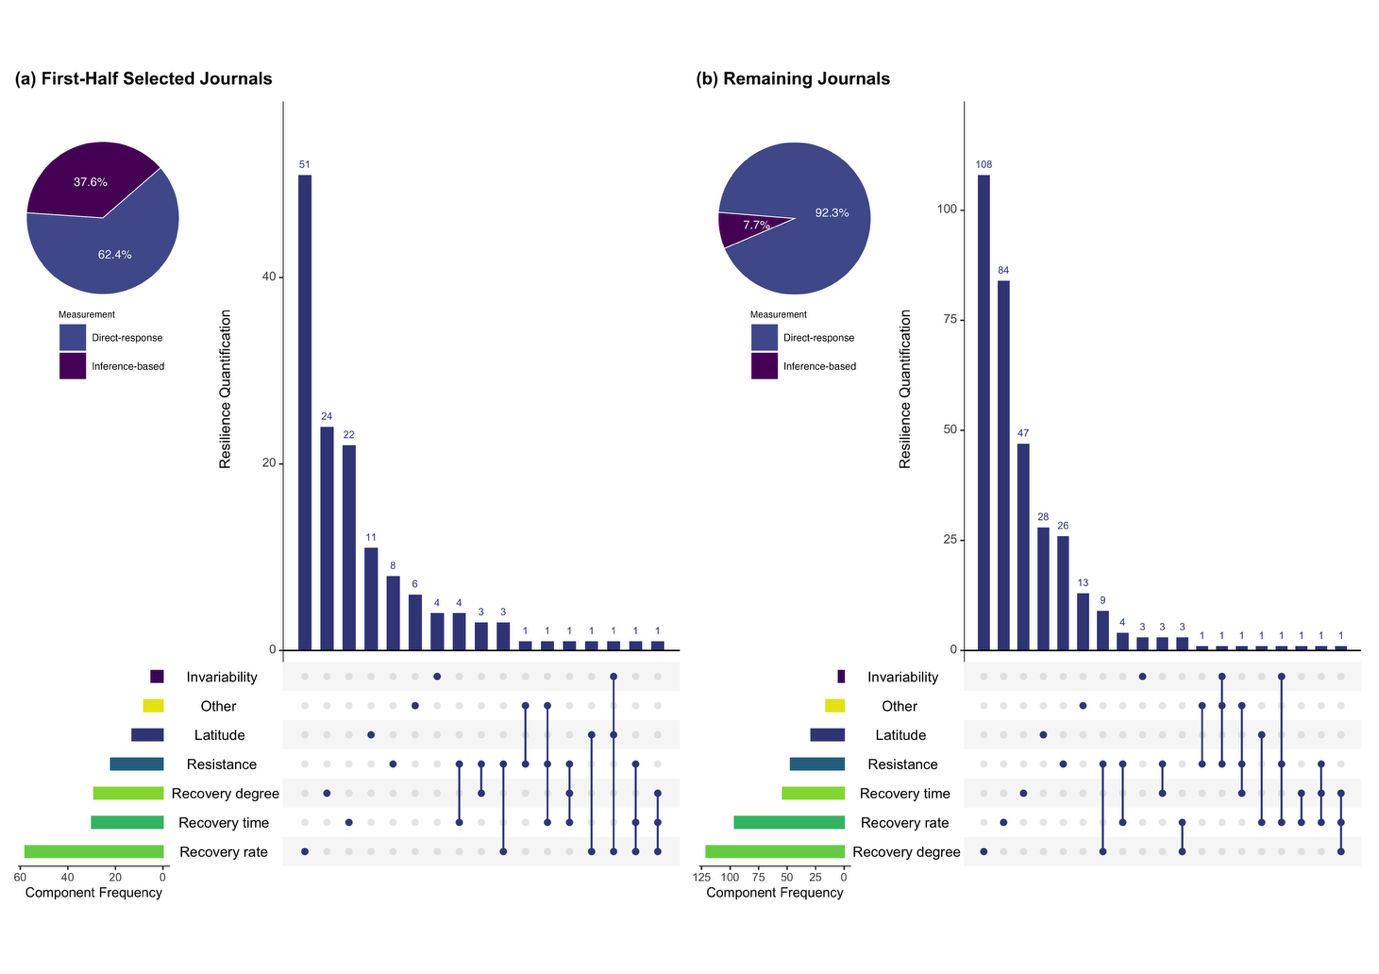 (a) First-Half Selected Journals
37.6%
62.4%
Measurement
Direct-response
Inference-based
Resilience Quantification
40
20
0
51
24
22
11
8
6
4
4
3
3
1
1
1
1
1
1
1
Invariability
Other
Latitude
Resistance
Recovery degree
Recovery time
Recovery rate
60 40 20 0
Component Frequency
(b) Remaining Journals
92.3%
7.7%
Measurement
Direct-response
Inference-based
Resilience Quantification
100
75
50
25
0
108
84
47
28
26
13
9
4
3
3
3
1
1
1
1
1
1
1
1
Invariability
Other
Latitude
Resistance
Recovery time
Recovery rate
Recovery degree
125 100 75 50 25 0
Component Frequency